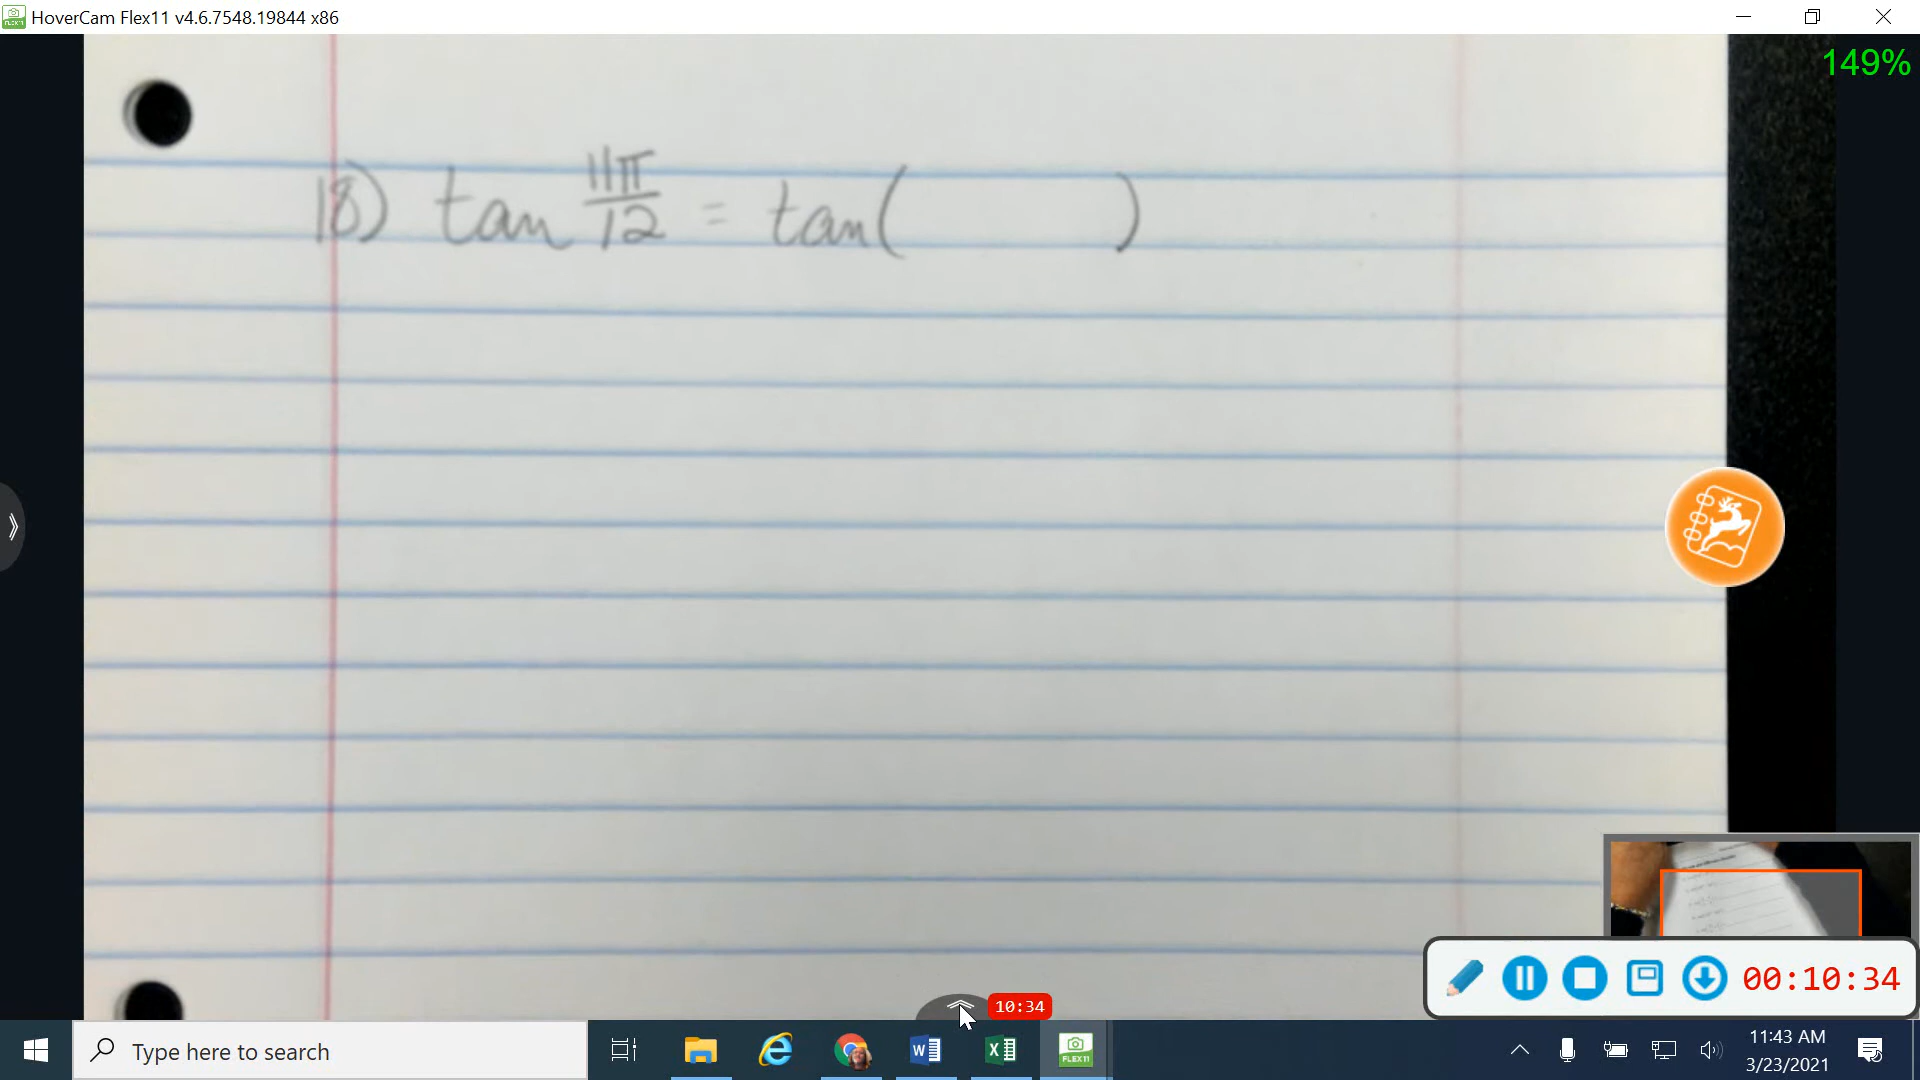 HoverCam Flex11 v4.6.7548.19844 x86
149%
18) tan 11π/12 = tan(        )
00:10:34
10:34
Type here to search
FLEX11
11:43 AM
3/23/2021